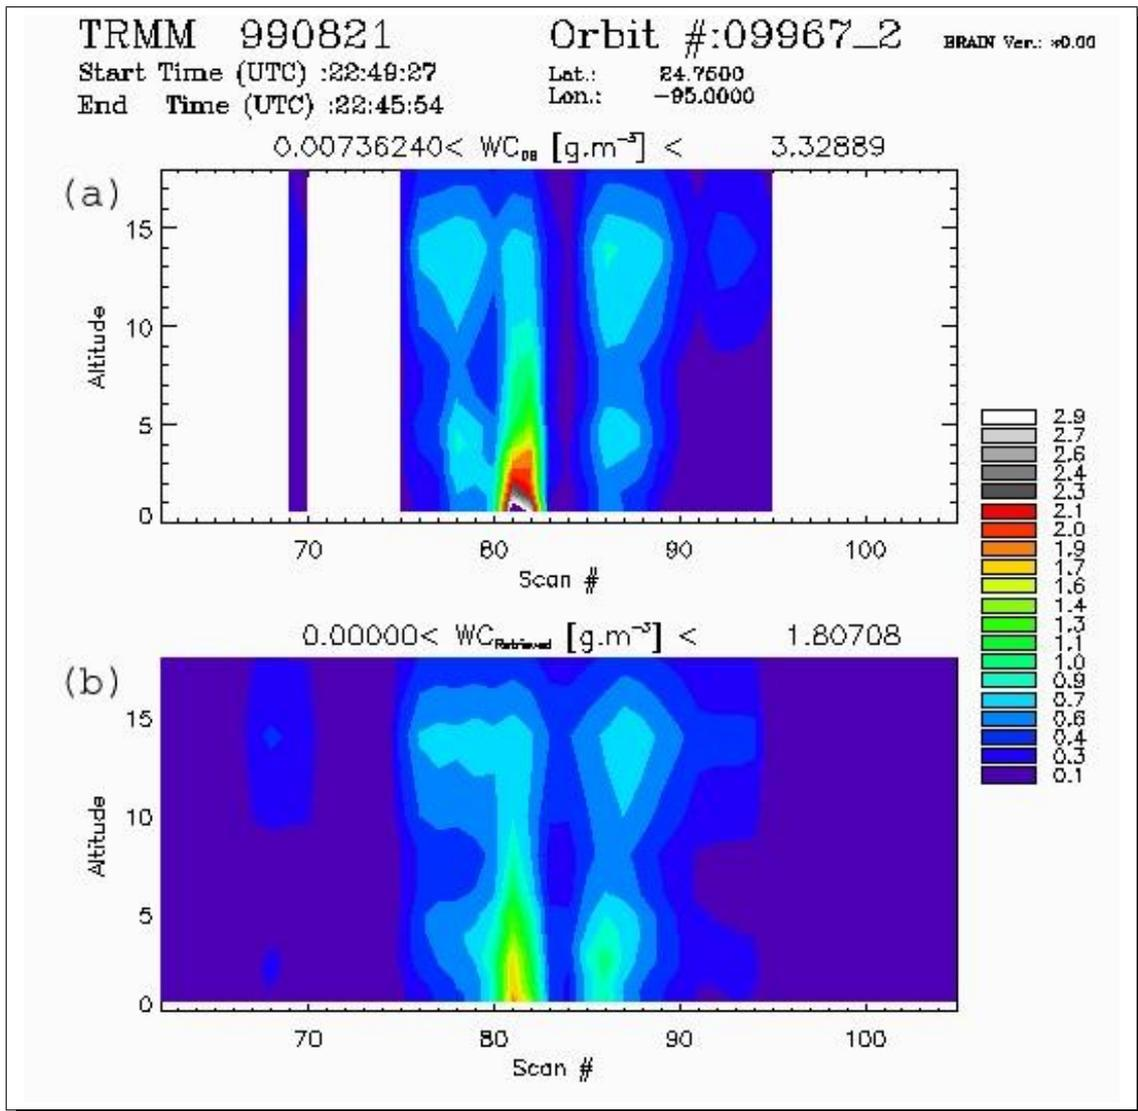 TRMM 990821 Orbit #:09967_2 BRAIN Ver.: *0.00
Start Time (UTC) :22:49:27 Lat.: 24.7500
End Time (UTC) :22:45:54 Lon.: -95.0000
0.00736240< WC_DB [g.m⁻³] < 3.32889
(a)
15
10
5
0
Altitude
70 80 90 100
Scan #
2.9
2.7
2.6
2.4
2.3
2.1
2.0
1.9
1.7
1.6
1.4
1.3
1.1
1.0
0.9
0.7
0.6
0.4
0.3
0.1
0.00000< WC_Retrieved [g.m⁻³] < 1.80708
(b)
15
10
5
0
Altitude
70 80 90 100
Scan #